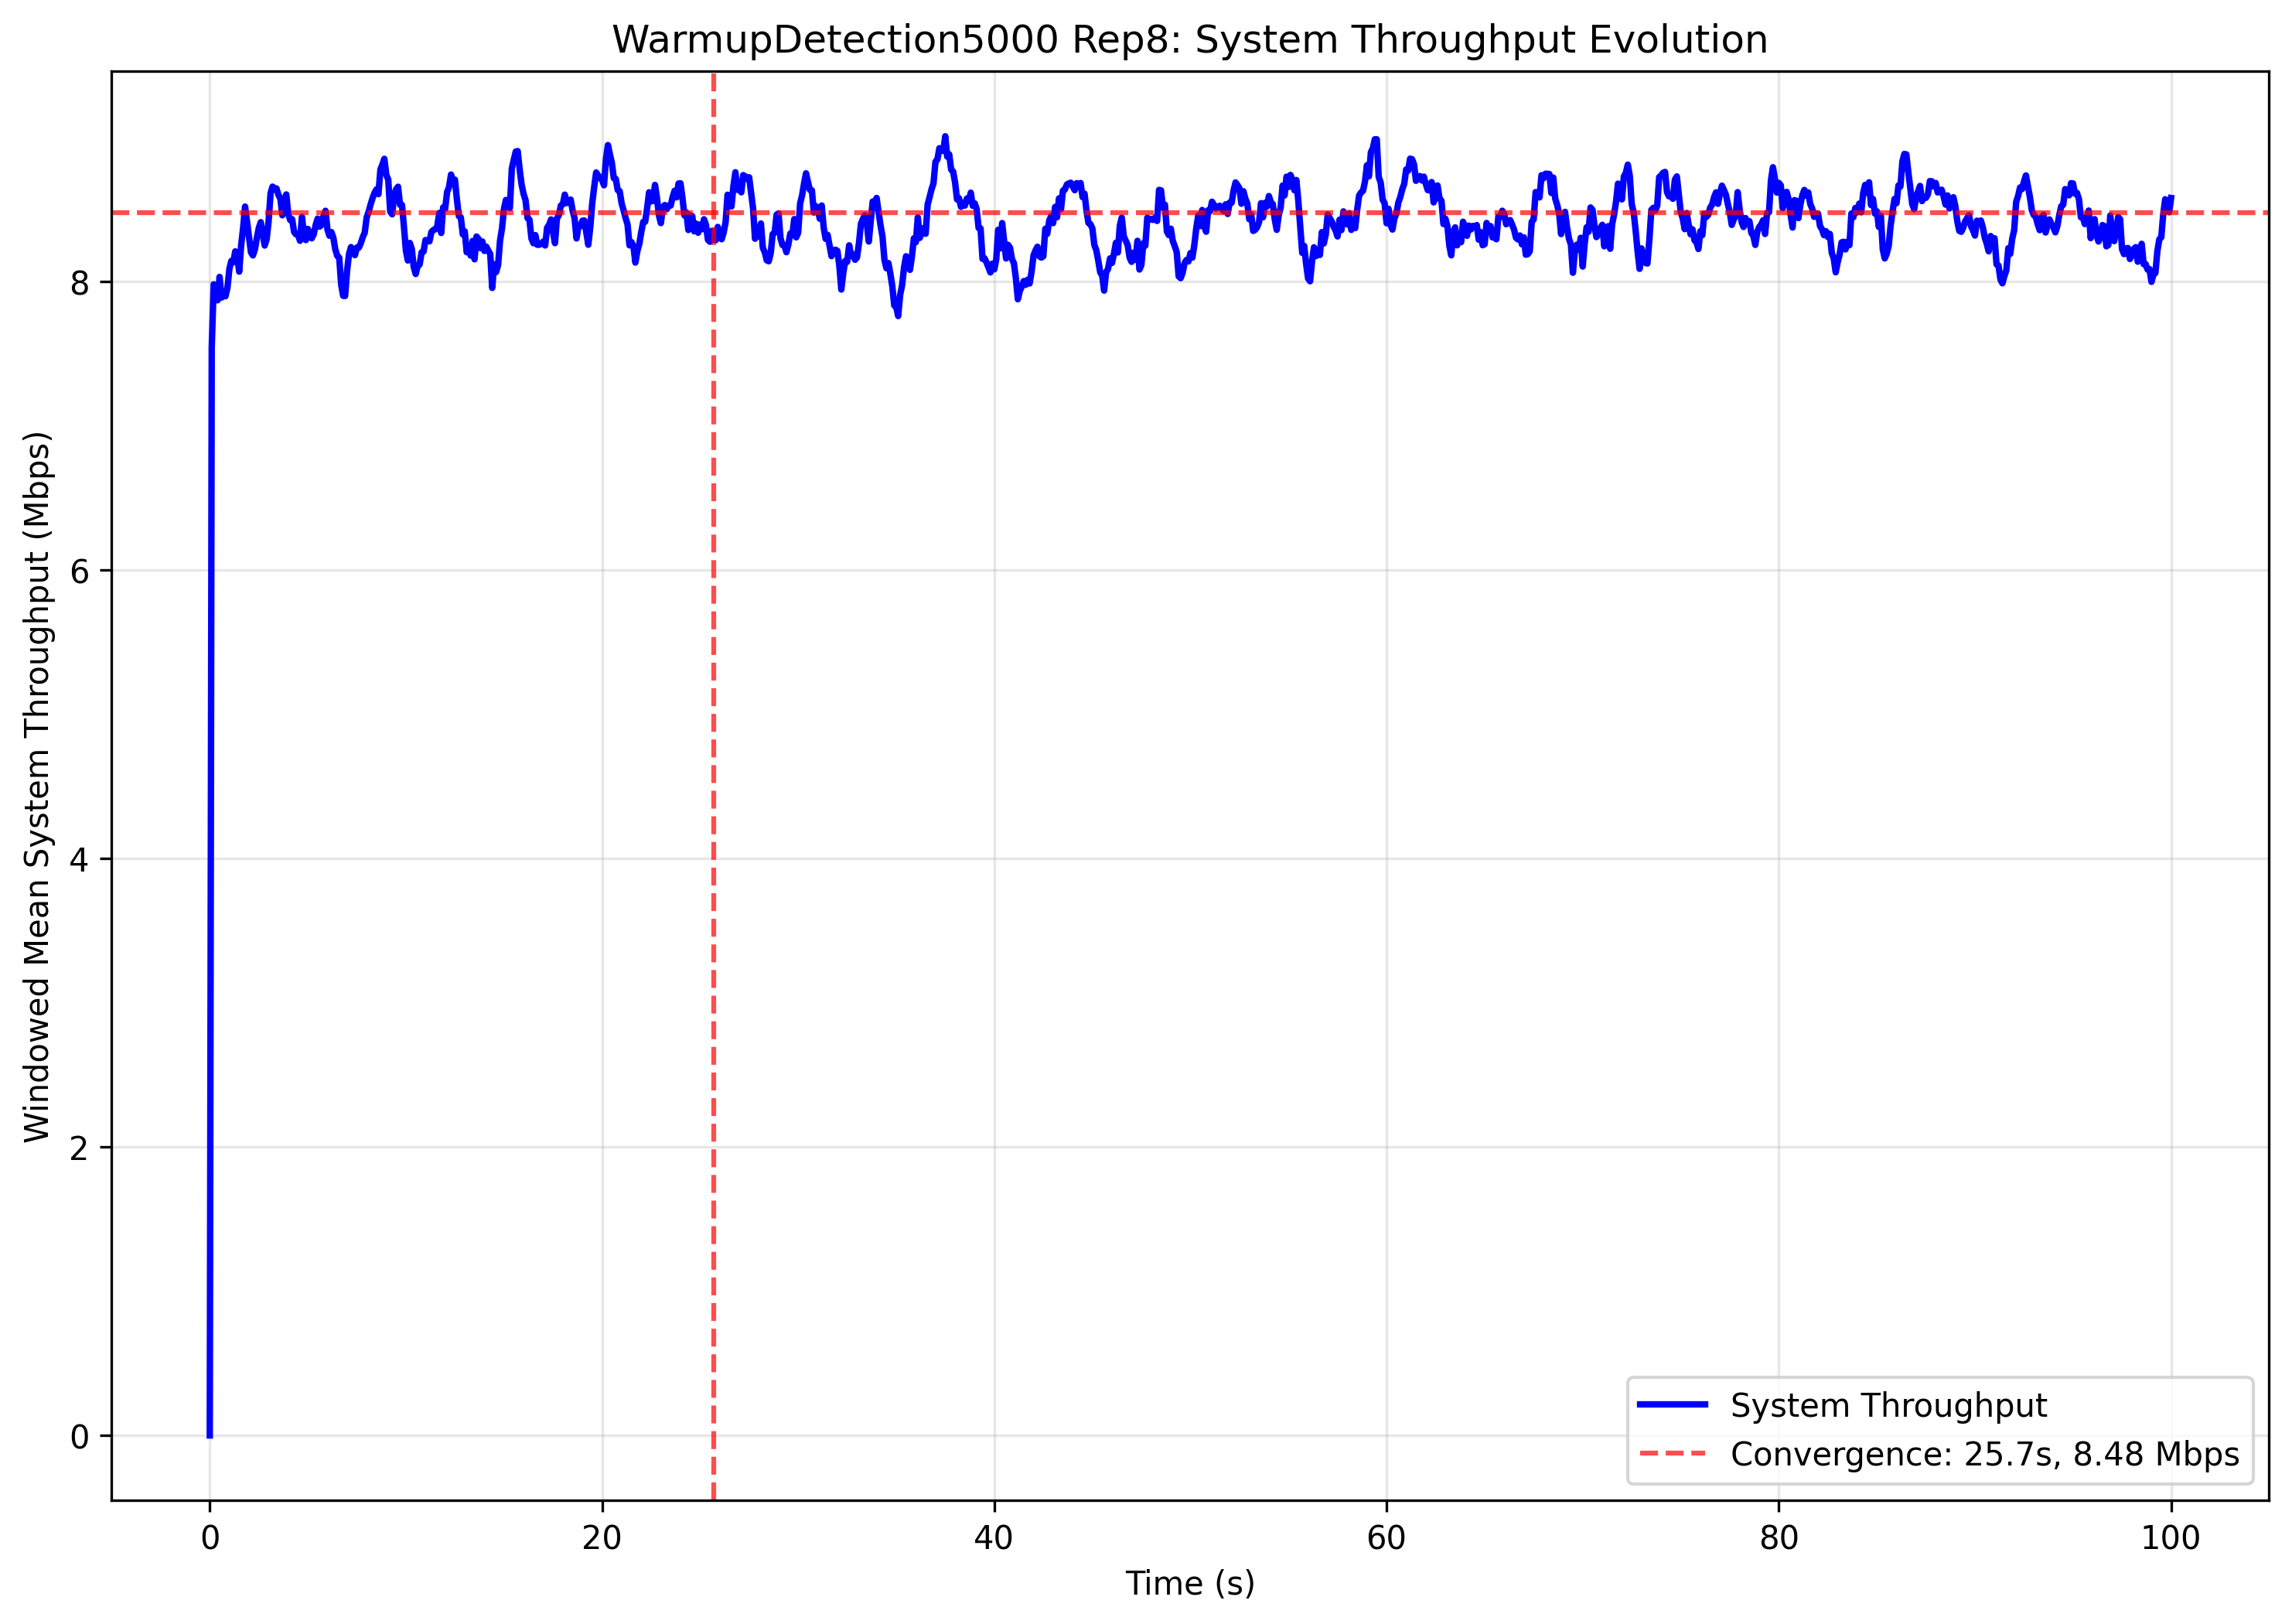 WarmupDetection5000 Rep8: System Throughput Evolution
Windowed Mean System Throughput (Mbps)
8
6
4
2
0
System Throughput
Convergence: 25.7s, 8.48 Mbps
0 20 40 60 80 100
Time (s)